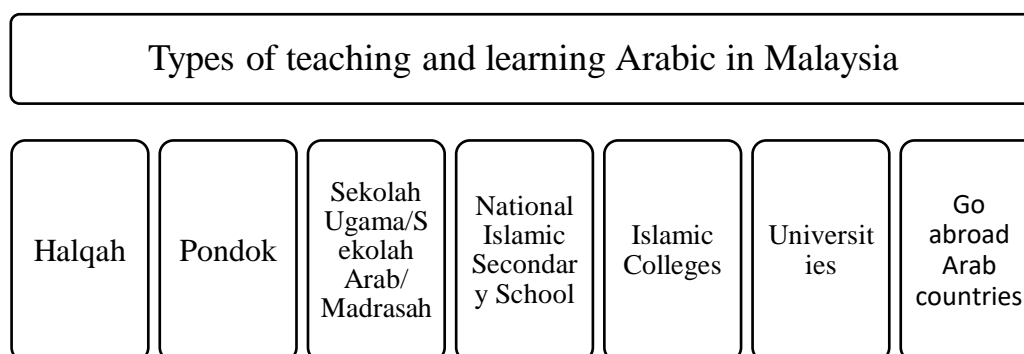 Types of teaching and learning Arabic in Malaysia
Halqah
Pondok
Sekolah
Ugama/S
ekolah
Arab/
Madrasah
National
Islamic
Secondar
y School
Islamic
Colleges
Universit
ies
Go
abroad
Arab
countries